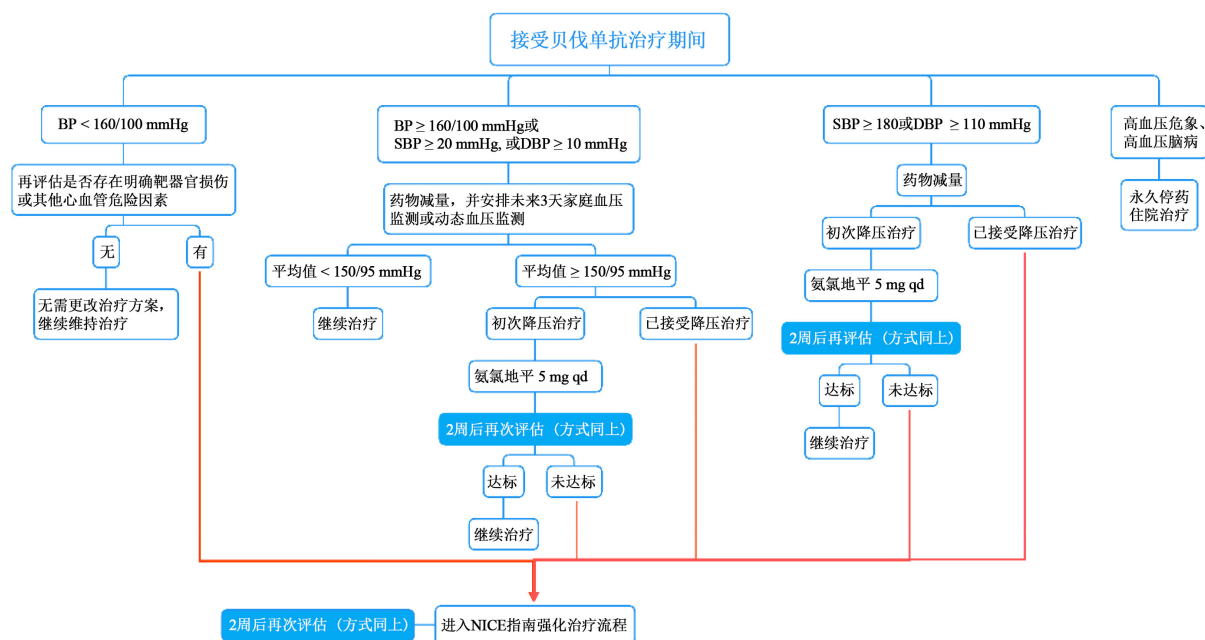 接受贝伐单抗治疗期间
BP < 160/100 mmHg
再评估是否存在明确靶器官损伤
或其他心血管危险因素
无
有
无需更改治疗方案，
继续维持治疗
BP ≥ 160/100 mmHg或
SBP ≥ 20 mmHg, 或DBP ≥ 10 mmHg
药物减量，并安排未来3天家庭血压
监测或动态血压监测
平均值 < 150/95 mmHg
继续治疗
平均值 ≥ 150/95 mmHg
初次降压治疗
已接受降压治疗
氨氯地平 5 mg qd
2周后再次评估（方式同上）
达标
未达标
继续治疗
SBP ≥ 180或DBP ≥ 110 mmHg
药物减量
初次降压治疗
已接受降压治疗
氨氯地平 5 mg qd
2周后再评估（方式同上）
达标
未达标
继续治疗
高血压危象、
高血压脑病
永久停药
住院治疗
2周后再次评估（方式同上）
进入NICE指南强化治疗流程